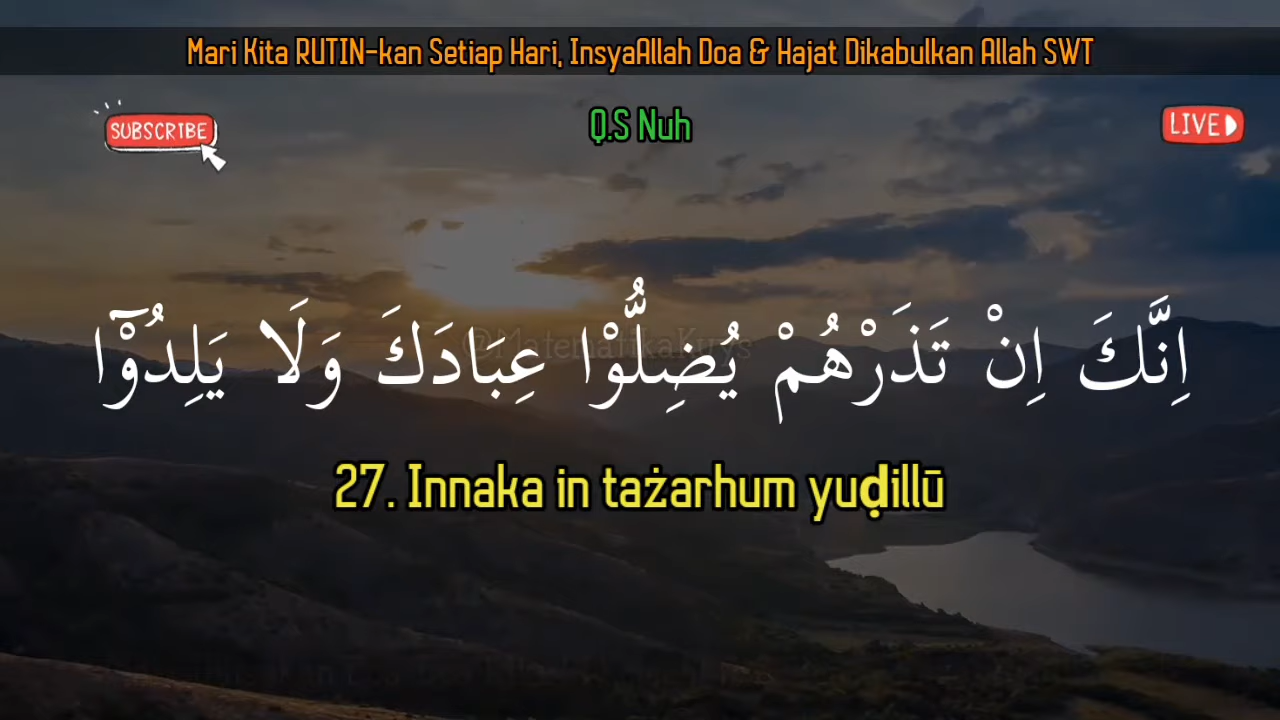 Mari Kita RUTIN-kan Setiap Hari, InsyaAllah Doa & Hajat Dikabulkan Allah SWT
SUBSCRIBE
Q.S Nuh
LIVE
اِنَّكَ اِنْ تَذَرْهُمْ يُضِلُّوْا عِبَادَكَ وَلَا يَلِدُوْٓا
@MatematikaKuys
27. Innaka in tażarhum yuḍillū